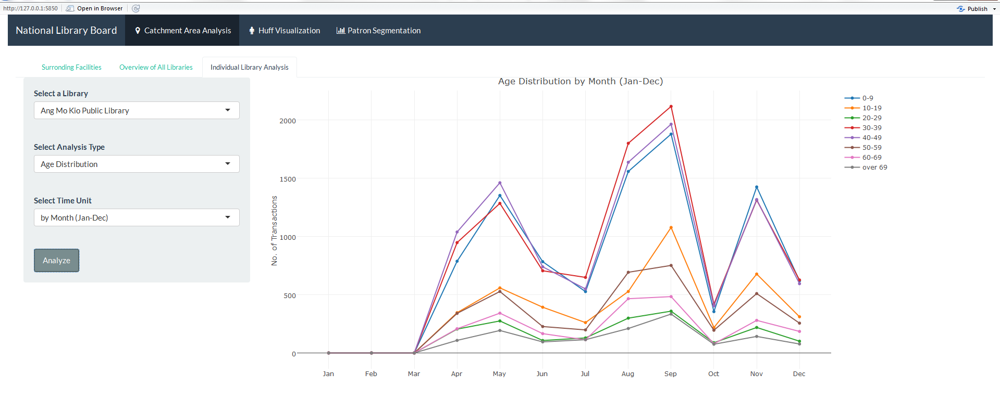 http://127.0.0.1:5850 Open in Browser Publish
National Library Board Catchment Area Analysis Huff Visualization Patron Segmentation
Surronding Facilities Overview of All Libraries Individual Library Analysis
Select a Library
Ang Mo Kio Public Library
Select Analysis Type
Age Distribution
Select Time Unit
by Month (Jan-Dec)
Analyze
Age Distribution by Month (Jan-Dec)
No. of Transactions
2000
1500
1000
500
0
Jan Feb Mar Apr May Jun Jul Aug Sep Oct Nov Dec
0-9
10-19
20-29
30-39
40-49
50-59
60-69
over 69